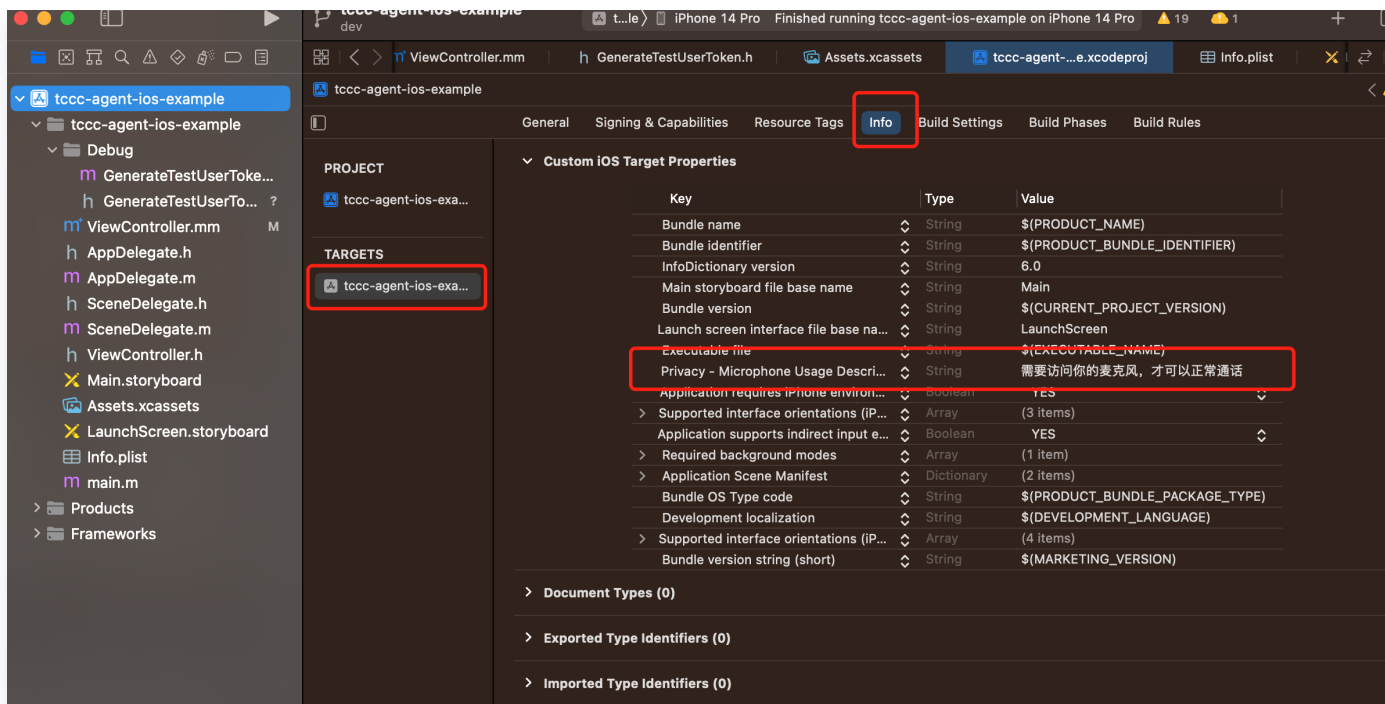 tccc-agent-ios-example
dev
t...le
iPhone 14 Pro
Finished running tccc-agent-ios-example on iPhone 14 Pro
19
1
ViewController.mm
h GenerateTestUserToken.h
Assets.xcassets
tccc-agent-...e.xcodeproj
Info.plist
tccc-agent-ios-example
tccc-agent-ios-example
tccc-agent-ios-example
Debug
m GenerateTestUserToke...
h GenerateTestUserTo... ?
ViewController.mm M
h AppDelegate.h
m AppDelegate.m
h SceneDelegate.h
m SceneDelegate.m
h ViewController.h
Main.storyboard
Assets.xcassets
LaunchScreen.storyboard
Info.plist
m main.m
Products
Frameworks
General Signing & Capabilities Resource Tags Info Build Settings Build Phases Build Rules
PROJECT
tccc-agent-ios-exa...
TARGETS
tccc-agent-ios-exa...
Custom iOS Target Properties
Key Type Value
Bundle name String $(PRODUCT_NAME)
Bundle identifier String $(PRODUCT_BUNDLE_IDENTIFIER)
InfoDictionary version String 6.0
Main storyboard file base name String Main
Bundle version String $(CURRENT_PROJECT_VERSION)
Launch screen interface file base na... String LaunchScreen
Executable file String $(EXECUTABLE_NAME)
Privacy - Microphone Usage Descri... String 需要访问你的麦克风，才可以正常通话
Application requires iPhone environ... Boolean YES
Supported interface orientations (iP... Array (3 items)
Application supports indirect input e... Boolean YES
Required background modes Array (1 item)
Application Scene Manifest Dictionary (2 items)
Bundle OS Type code String $(PRODUCT_BUNDLE_PACKAGE_TYPE)
Development localization String $(DEVELOPMENT_LANGUAGE)
Supported interface orientations (iP... Array (4 items)
Bundle version string (short) String $(MARKETING_VERSION)
Document Types (0)
Exported Type Identifiers (0)
Imported Type Identifiers (0)